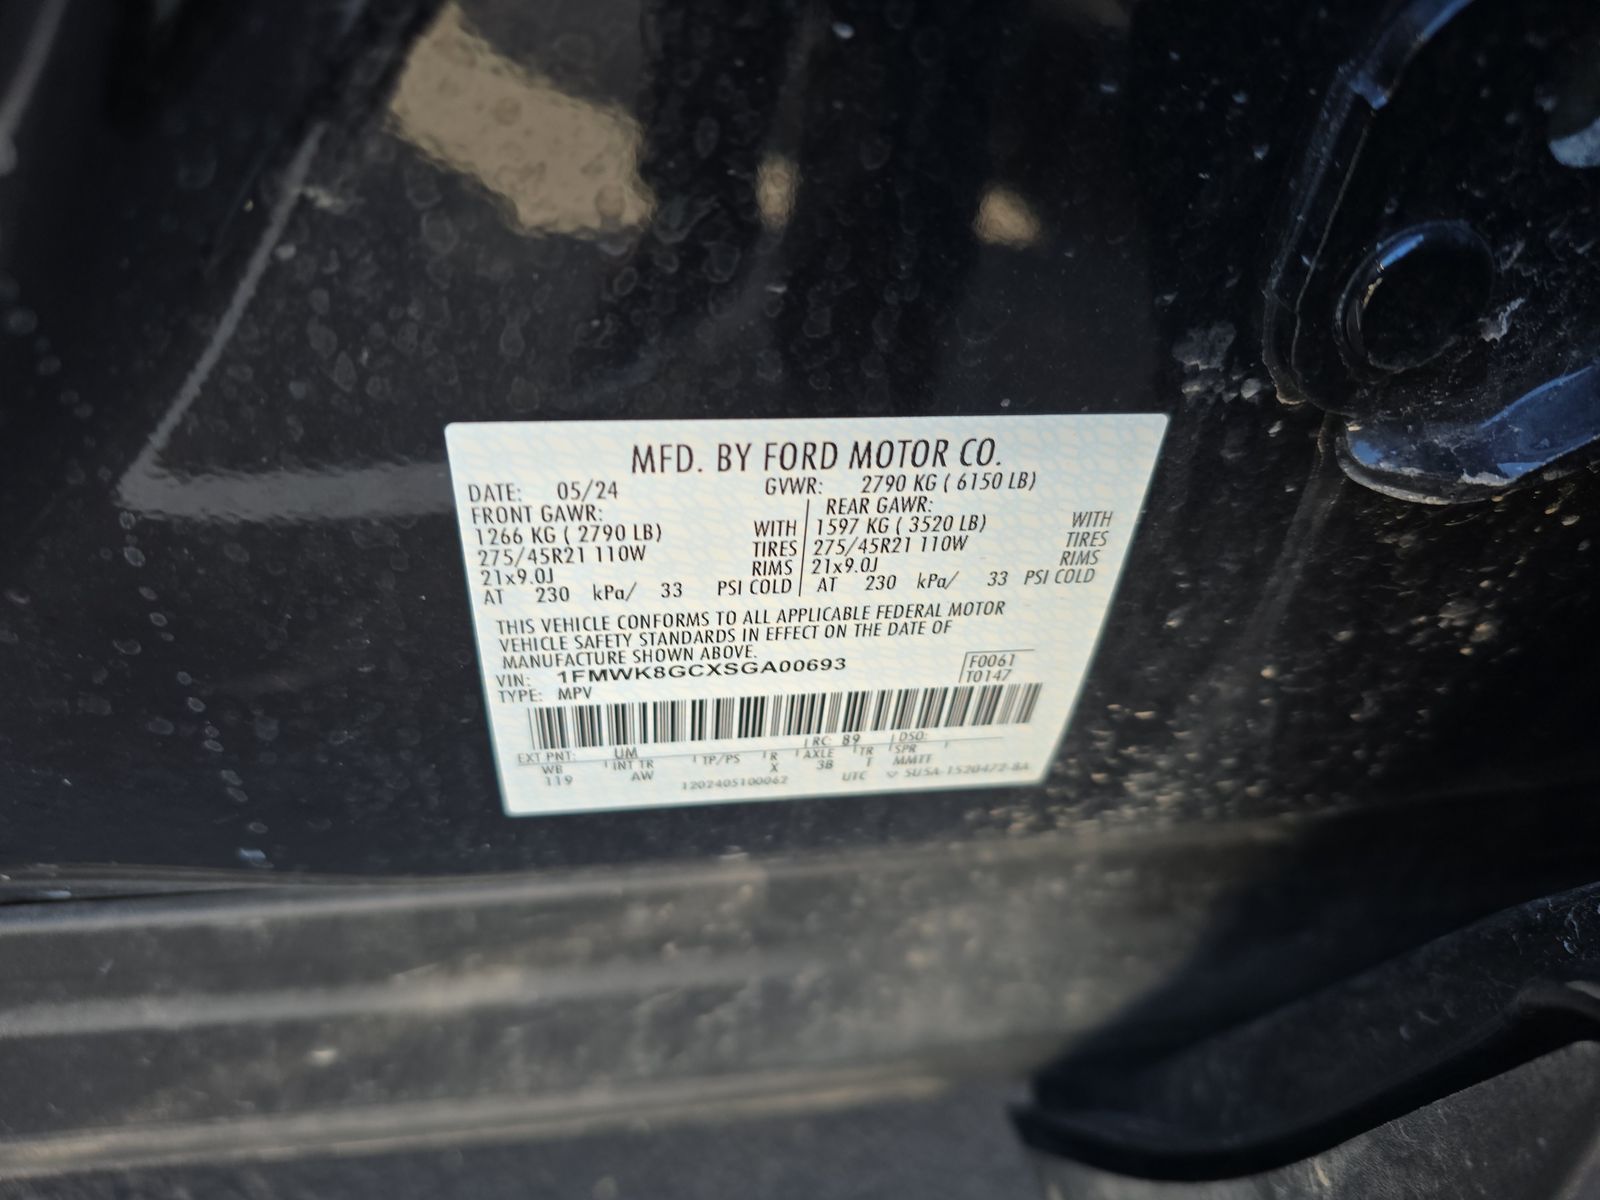 MFD. BY FORD MOTOR CO.
DATE: 05/24 GVWR: 2790 KG ( 6150 LB)
FRONT GAWR: REAR GAWR:
1266 KG ( 2790 LB) WITH 1597 KG ( 3520 LB) WITH
275/45R21 110W TIRES 275/45R21 110W TIRES
21x9.0J RIMS 21x9.0J RIMS
AT 230 kPa/ 33 PSI COLD AT 230 kPa/ 33 PSI COLD
THIS VEHICLE CONFORMS TO ALL APPLICABLE FEDERAL MOTOR
VEHICLE SAFETY STANDARDS IN EFFECT ON THE DATE OF
MANUFACTURE SHOWN ABOVE.
VIN: 1FMWK8GCXSGA00693 F0061
TYPE: MPV T0147
EXT PNT: UM RC: 89 DSO:
WB INT TR TP/PS R AXLE TR SPR
119 AW X 3B T MMTF
1202405100062 UTC 5U5A-1520472-BA